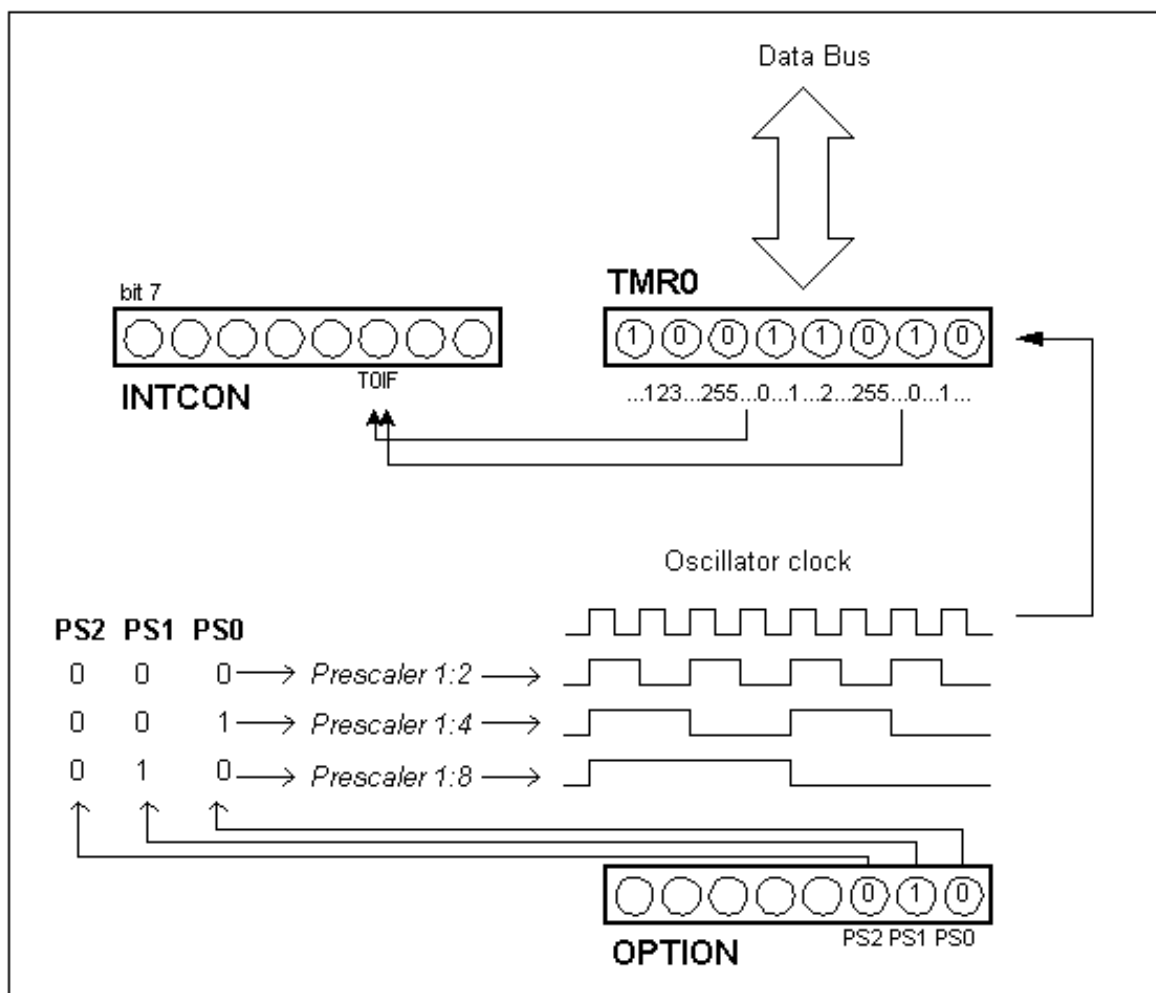 Data Bus
bit 7
TMR0
1 0 0 1 1 0 1 0
TOIF
INTCON
...123...255...0...1...2...255...0...1...
Oscillator clock
PS2 PS1 PS0
0 0 0 Prescaler 1:2
0 0 1 Prescaler 1:4
0 1 0 Prescaler 1:8
0 1 0
PS2 PS1 PS0
OPTION